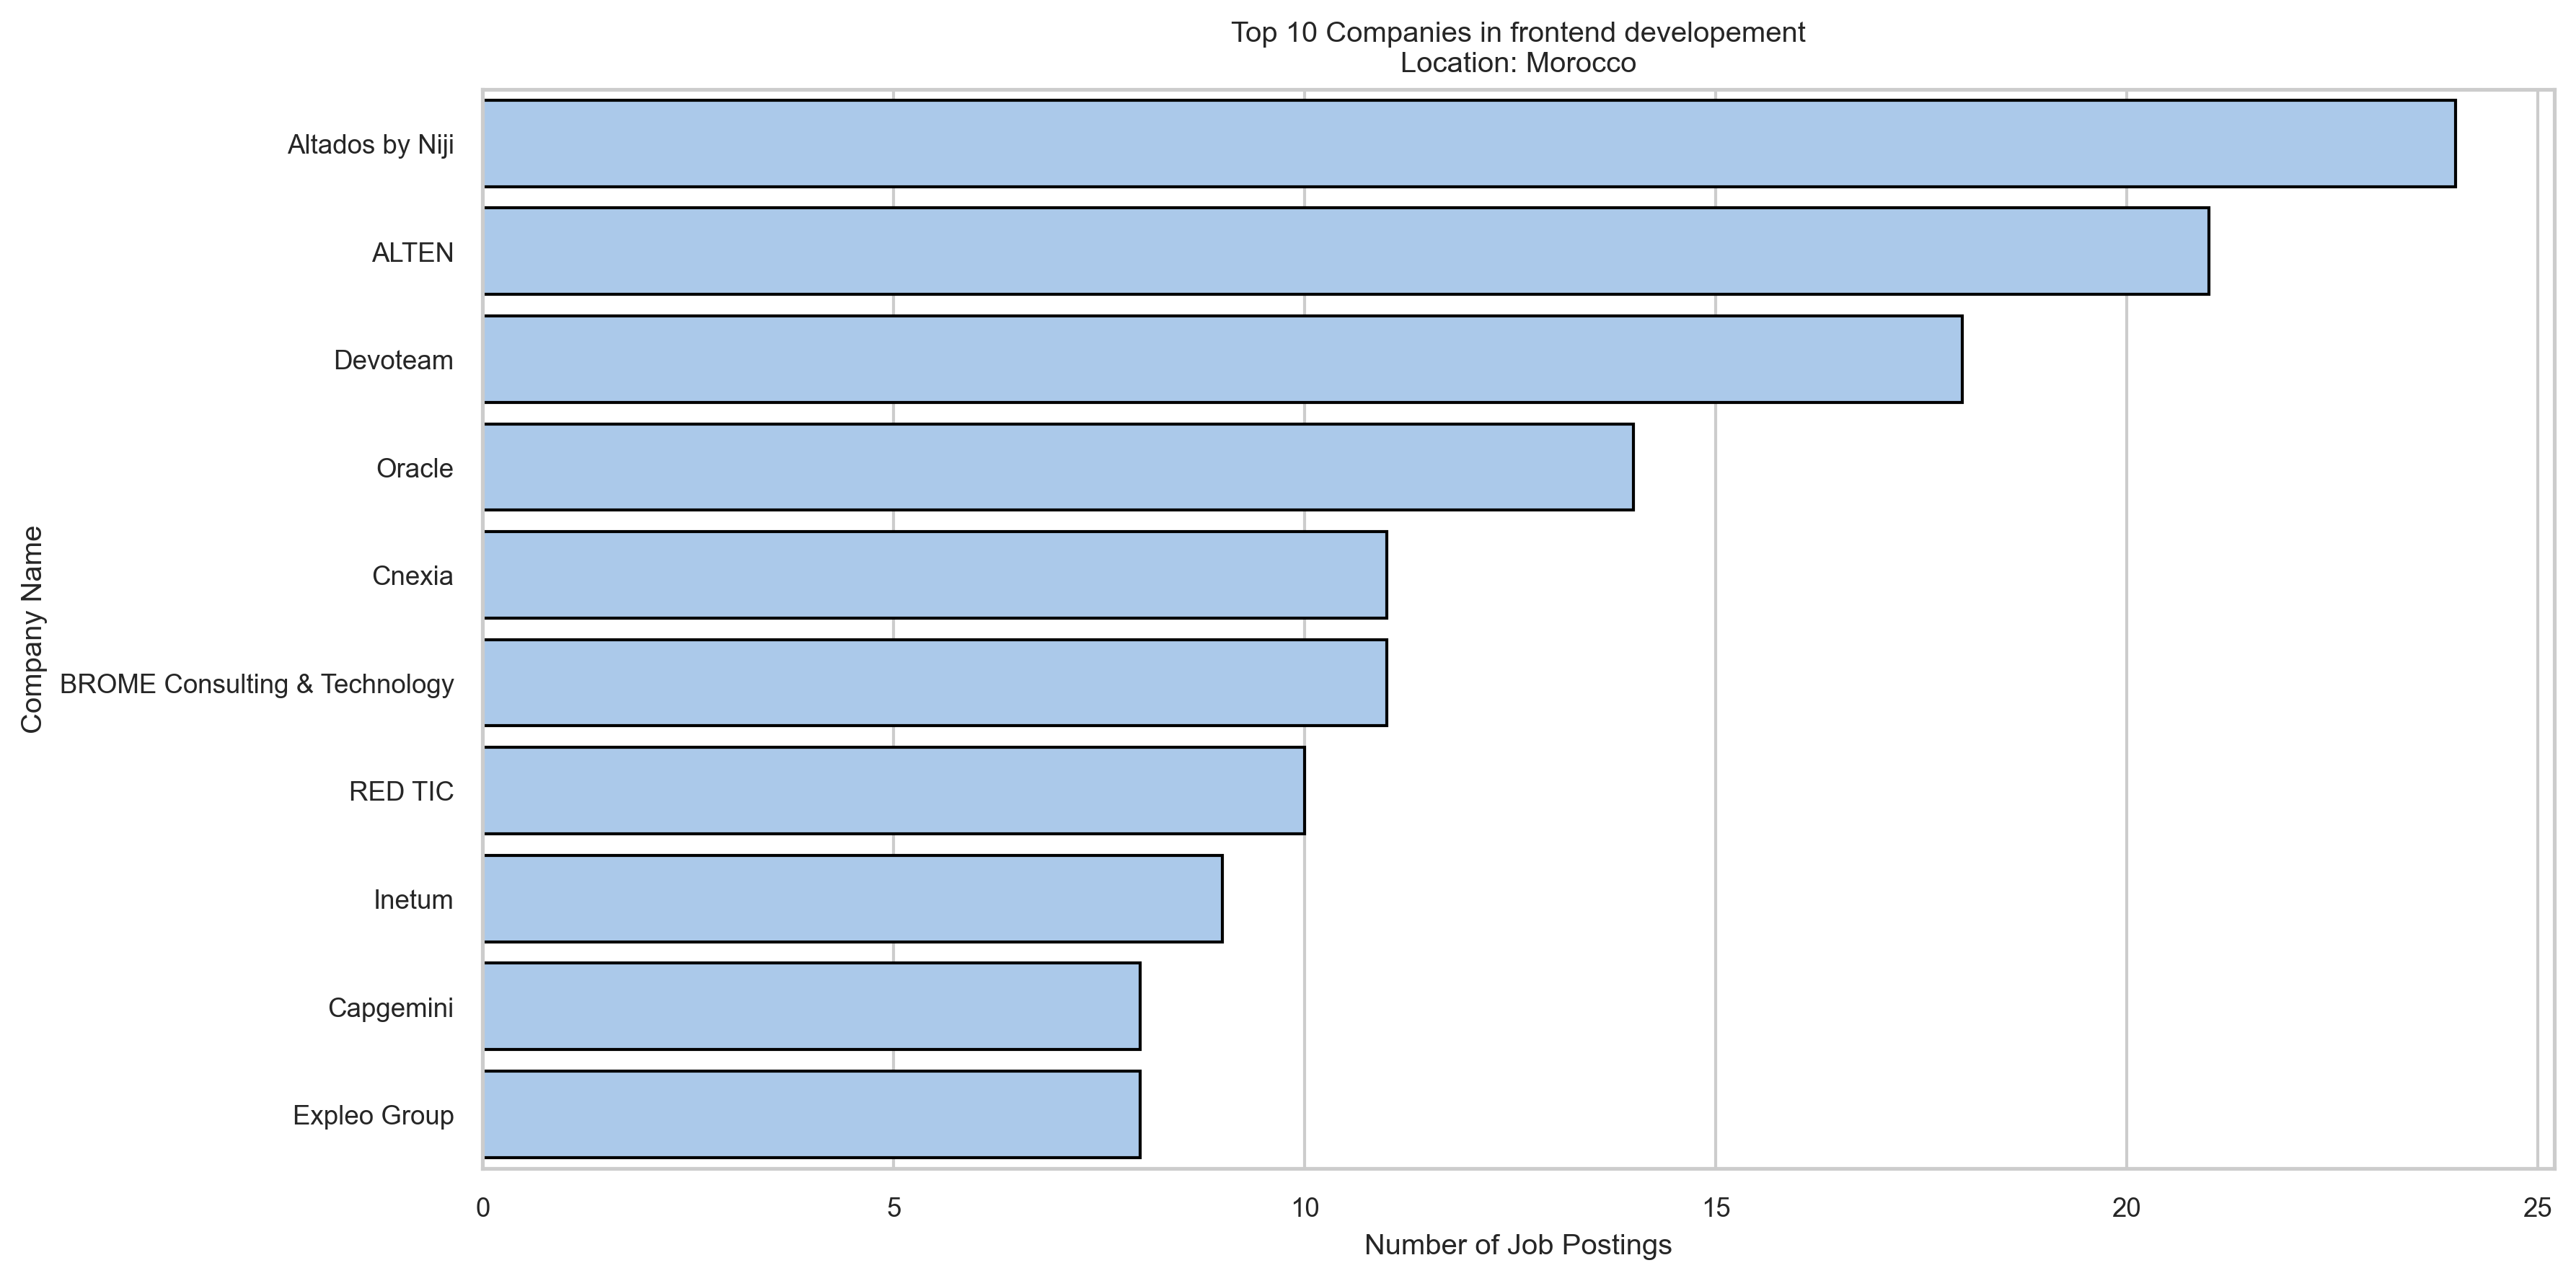 Top 10 Companies in frontend developement
Location: Morocco
Company Name
Altados by Niji
ALTEN
Devoteam
Oracle
Cnexia
BROME Consulting & Technology
RED TIC
Inetum
Capgemini
Expleo Group
0 5 10 15 20 25
Number of Job Postings